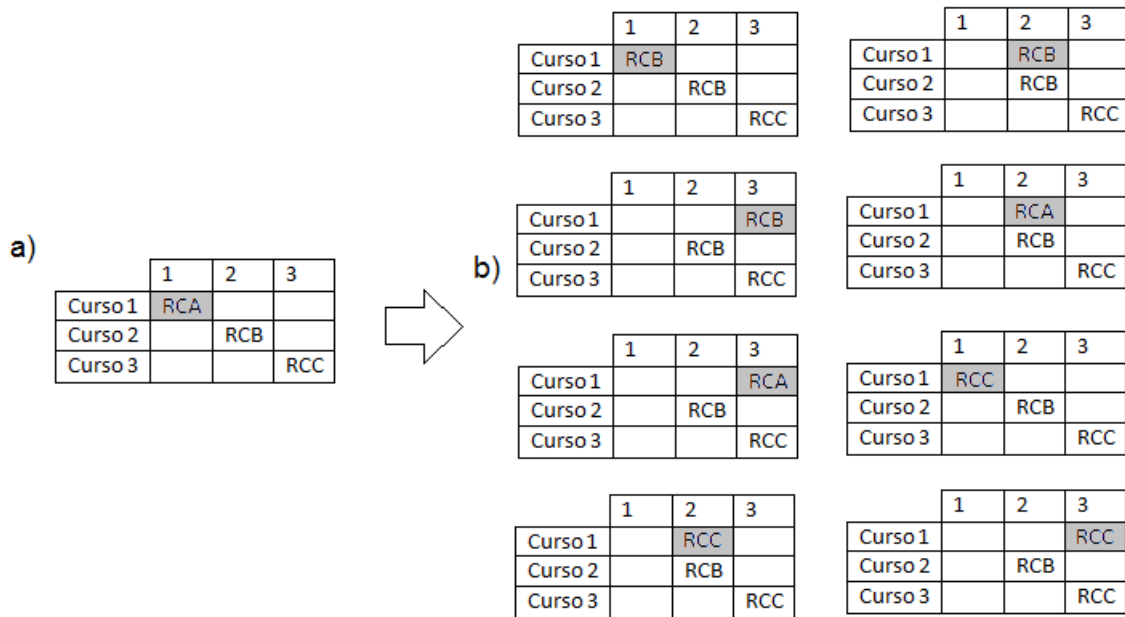 a)
1 2 3
Curso 1 RCA
Curso 2 RCB
Curso 3 RCC
b)
1 2 3
Curso 1 RCB
Curso 2 RCB
Curso 3 RCC
1 2 3
Curso 1 RCB
Curso 2 RCB
Curso 3 RCC
1 2 3
Curso 1 RCB
Curso 2 RCB
Curso 3 RCC
1 2 3
Curso 1 RCA
Curso 2 RCB
Curso 3 RCC
1 2 3
Curso 1 RCA
Curso 2 RCB
Curso 3 RCC
1 2 3
Curso 1 RCC
Curso 2 RCB
Curso 3 RCC
1 2 3
Curso 1 RCC
Curso 2 RCB
Curso 3 RCC
1 2 3
Curso 1 RCC
Curso 2 RCB
Curso 3 RCC